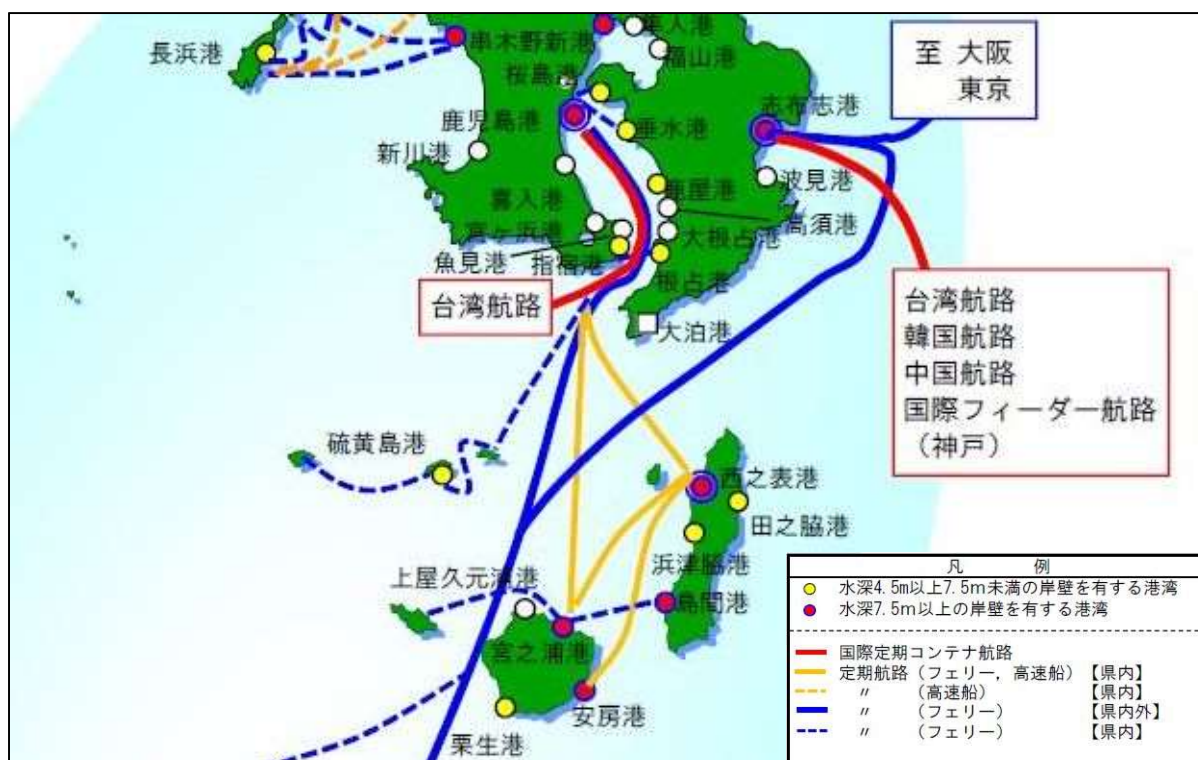 長浜港
串木野新港
隼人港
福山港
桜島港
至 大阪
東京
鹿児島港
垂水港
志布志港
新川港
鹿屋港
波見港
喜入港
高須港
宮ヶ浜港
大根占港
魚見港
指宿港
根占港
台湾航路
大泊港
台湾航路
韓国航路
中国航路
国際フィーダー航路
(神戸)
硫黄島港
西之表港
田之脇港
浜津脇港
上屋久元漁港
島間港
宮之浦港
安房港
栗生港
凡 例
水深4.5m以上7.5m未満の岸壁を有する港湾
水深7.5m以上の岸壁を有する港湾
国際定期コンテナ航路
定期航路(フェリー,高速船)【県内】
〃 (高速船) 【県内】
〃 (フェリー) 【県内外】
〃 (フェリー) 【県内】